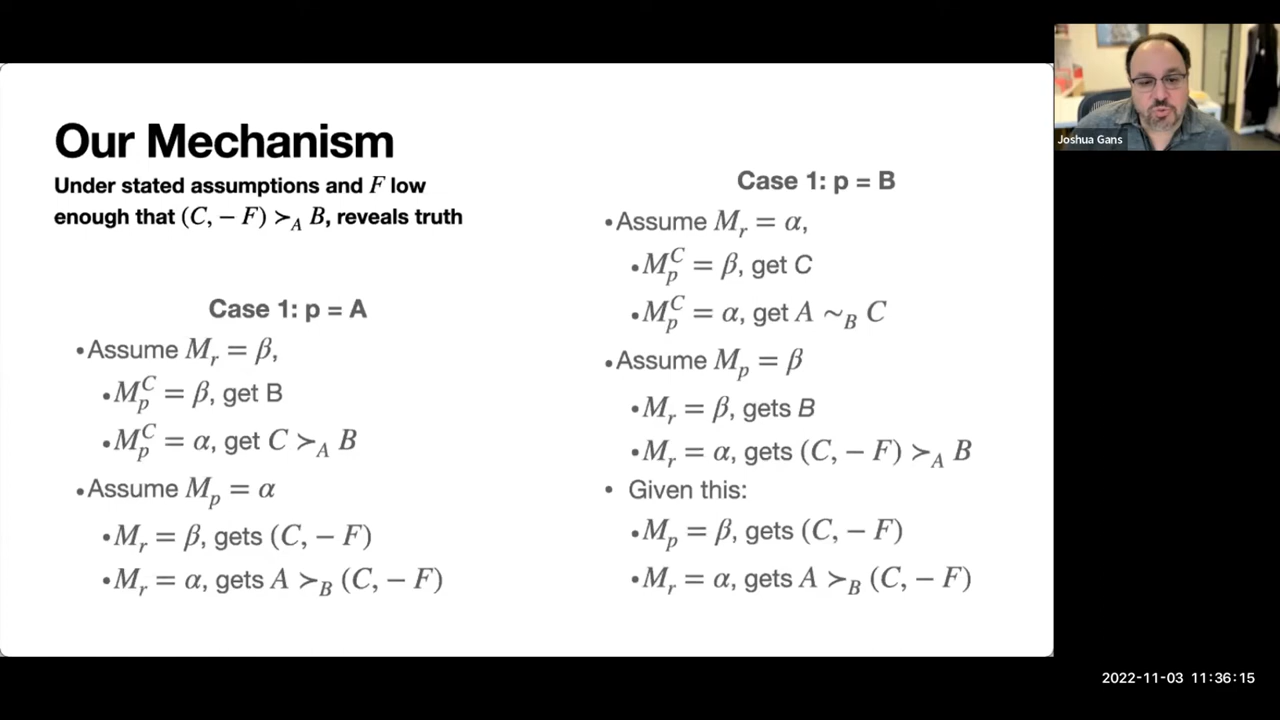 Our Mechanism
Under stated assumptions and F low
enough that (C, – F) ≻_A B, reveals truth
Case 1: p = A
•Assume M_r = β,
•M_p^C = β, get B
•M_p^C = α, get C ≻_A B
•Assume M_p = α
•M_r = β, gets (C, – F)
•M_r = α, gets A ≻_B (C, – F)
Case 1: p = B
•Assume M_r = α,
•M_p^C = β, get C
•M_p^C = α, get A ∼_B C
•Assume M_p = β
•M_r = β, gets B
•M_r = α, gets (C, – F) ≻_A B
• Given this:
•M_p = β, gets (C, – F)
•M_r = α, gets A ≻_B (C, – F)
Joshua Gans
2022-11-03 11:36:15